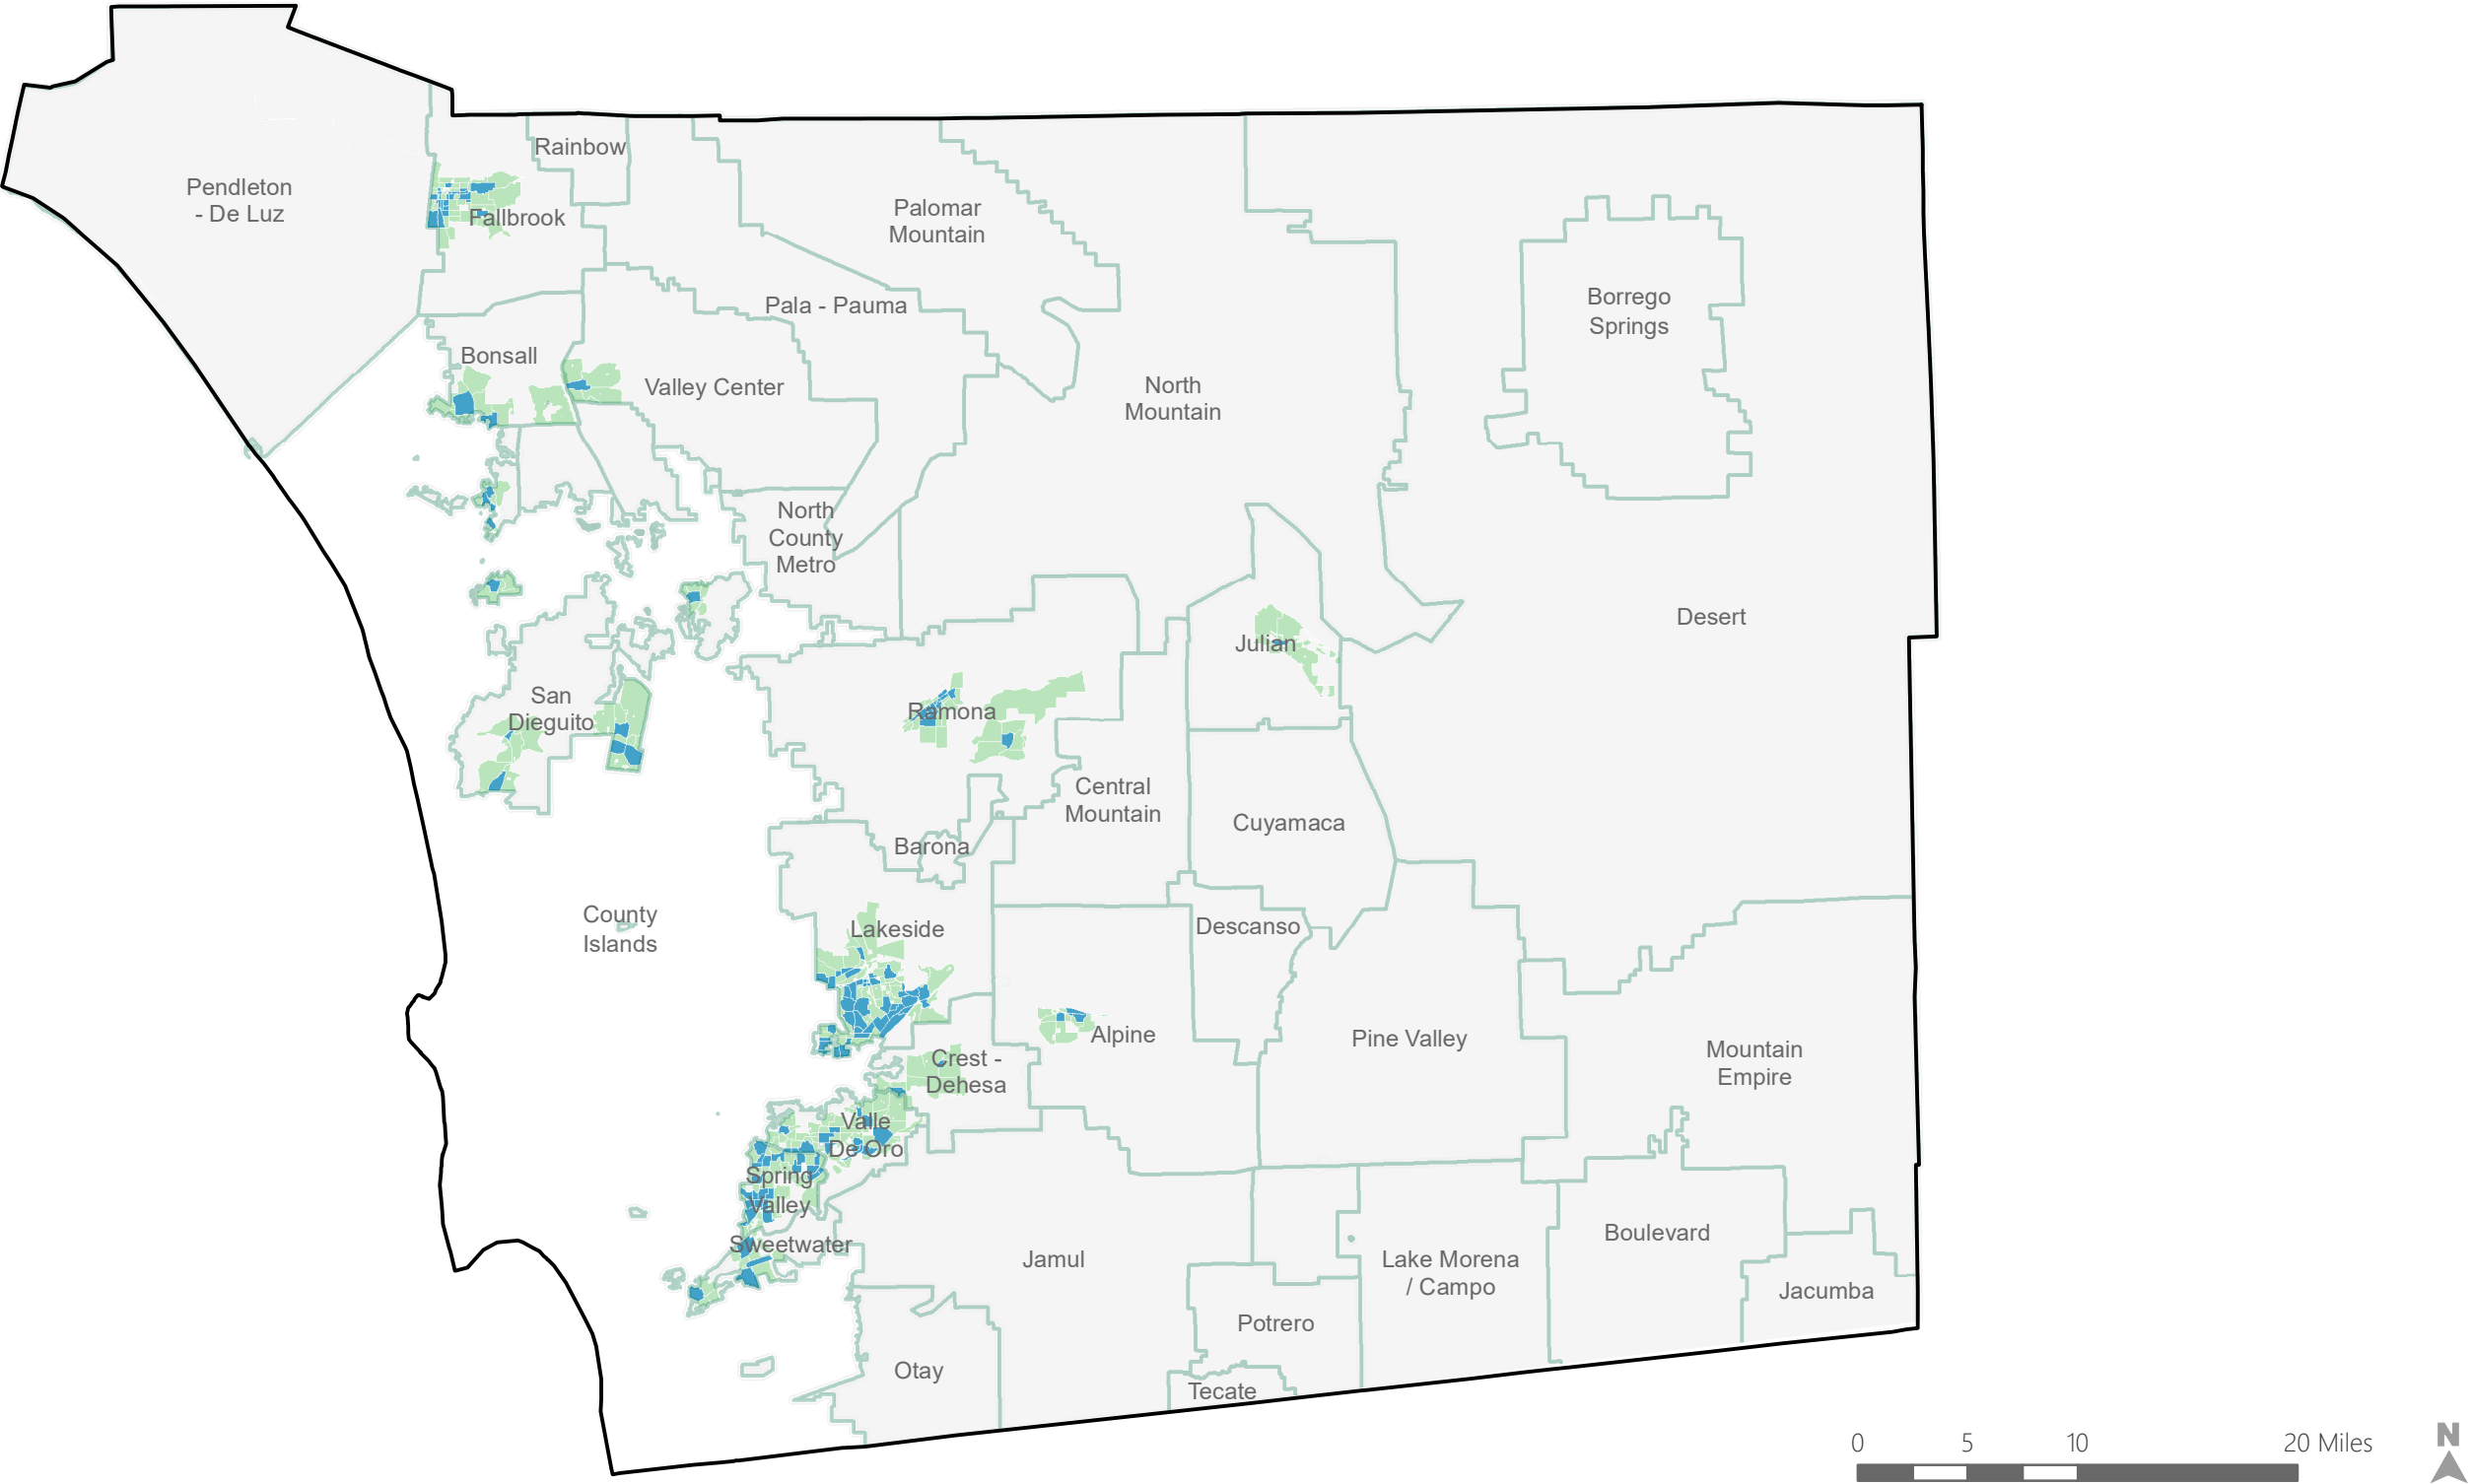 Rainbow
Pendleton
- De Luz
Fallbrook
Palomar
Mountain
Pala - Pauma
Borrego
Springs
Bonsall
Valley Center
North
Mountain
North
County
Metro
Desert
Julian
San
Dieguito
Ramona
Central
Mountain
Cuyamaca
Barona
County
Islands
Lakeside
Descanso
Alpine
Pine Valley
Crest -
Dehesa
Mountain
Empire
Valle
De Oro
Spring
Valley
Sweetwater
Jamul
Lake Morena
/ Campo
Boulevard
Jacumba
Potrero
Otay
Tecate
0 5 10 20 Miles
N